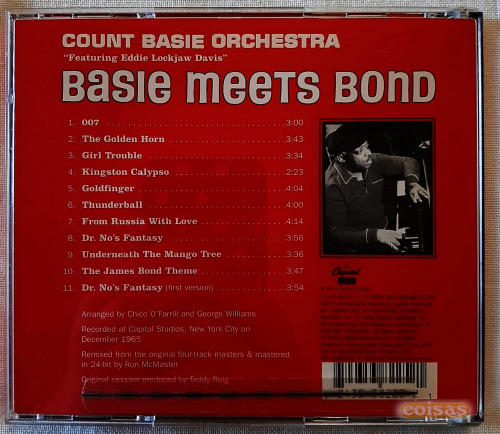 COUNT BASIE ORCHESTRA
"Featuring Eddie Lockjaw Davis"
BASIE MEETS BOND
1. 007 3:00
2. The Golden Horn 3:43
3. Girl Trouble 3:34
4. Kingston Calypso 2:23
5. Goldfinger 4:04
6. Thunderball 4:00
7. From Russia With Love 4:14
8. Dr. No's Fantasy 3:56
9. Underneath The Mango Tree 3:36
10. The James Bond Theme 3:47
11. Dr. No's Fantasy (first version) 3:54
Arranged by Chico O'Farrill and George Williams
Recorded at Capitol Studios, New York City on
December 1965
Remixed from the original four-track masters & mastered
in 24-bit by Ron McMaster
Original session produced by Teddy Reig
Capitol
1
coisas